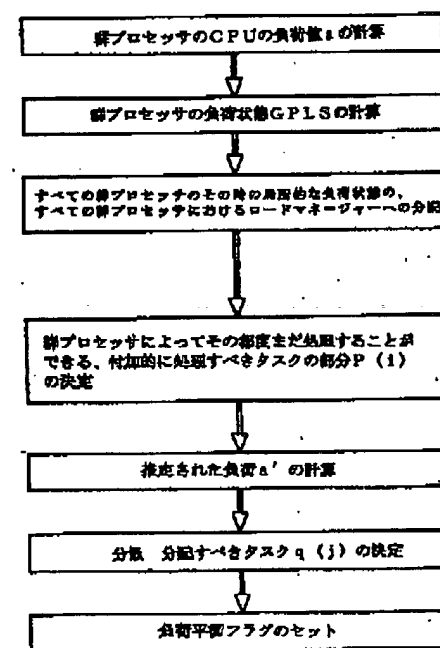 群プロセッサのCPUの負荷値aの計算
群プロセッサの負荷状態GPLSの計算
すべての群プロセッサのその時の局所的な負荷状態の、
すべての群プロセッサにおけるロードマネージャーへの分配
群プロセッサによってその都度まだ処理することが
できる、付加的に処理すべきタスクの部分P（i）
の決定
推定された負荷a'の計算
分散 分配すべきタスクq（j）の決定
負荷平衡フラグのセット